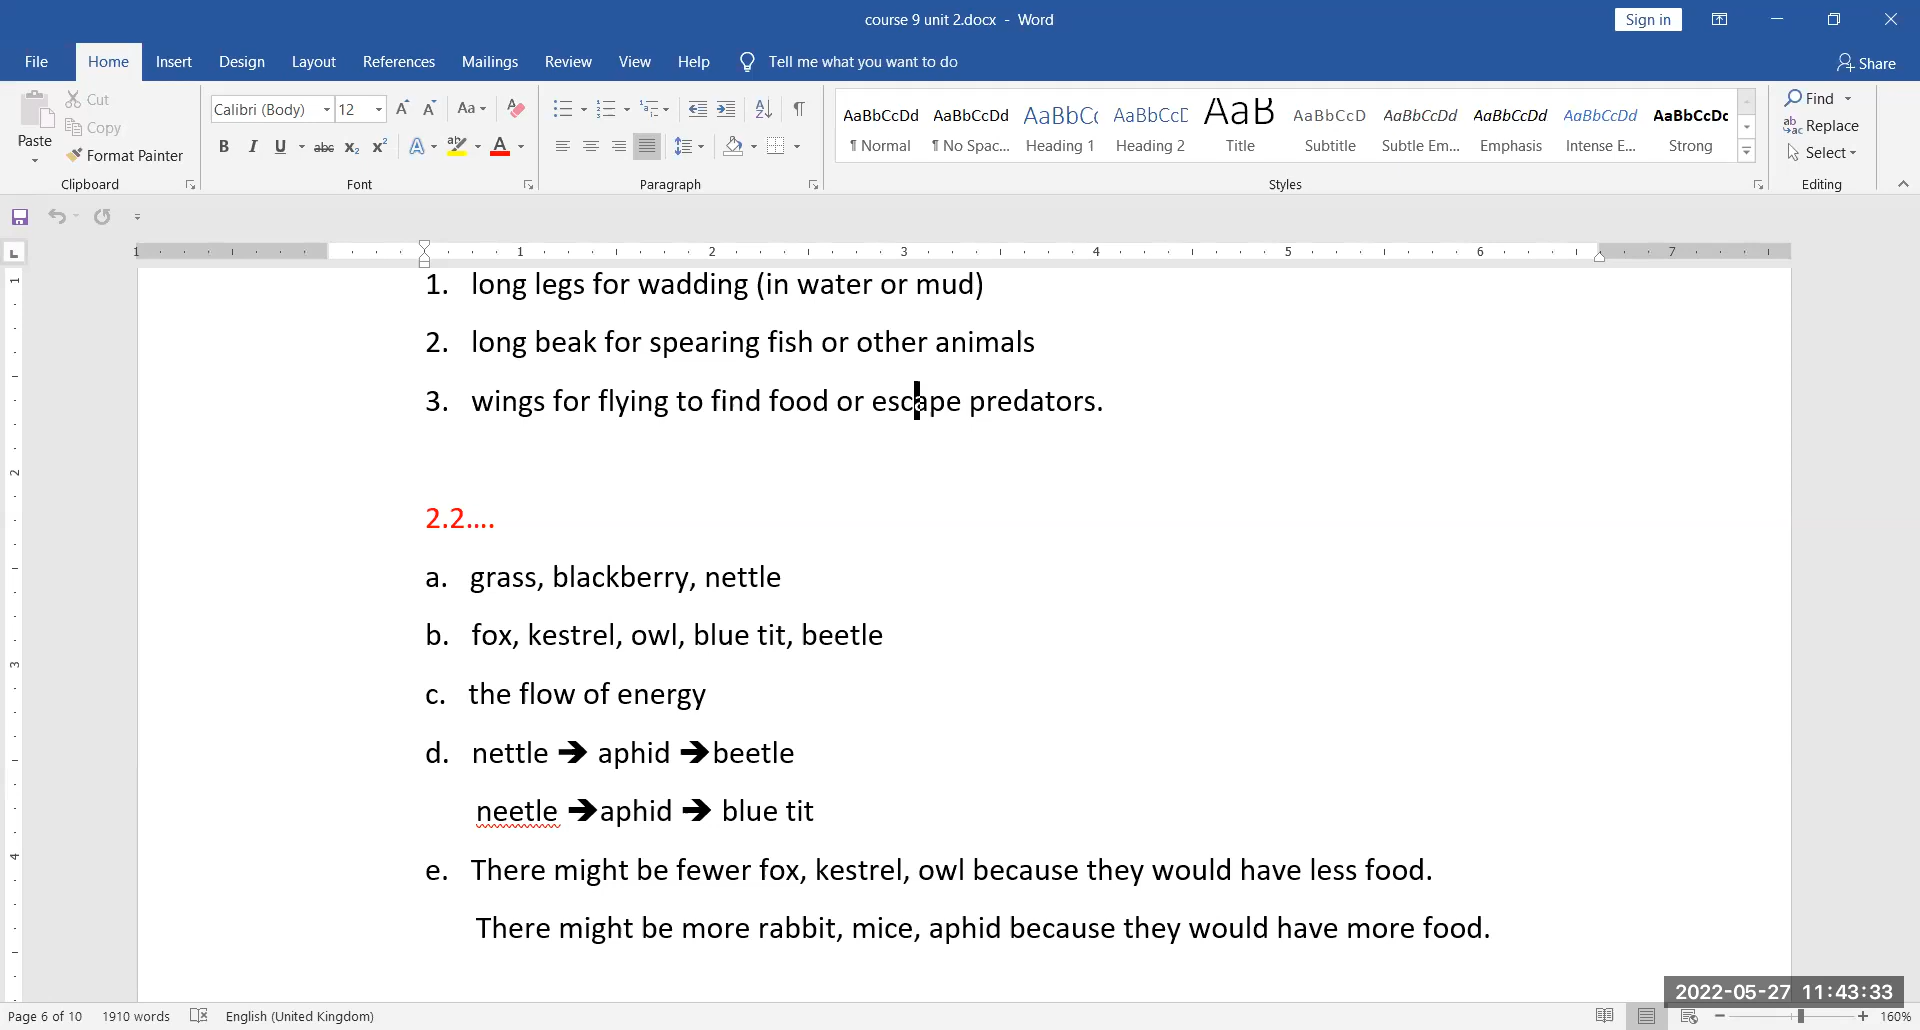 course 9 unit 2.docx - Word
Sign in
File Home Insert Design Layout References Mailings Review View Help Tell me what you want to do
Share
Paste
Cut
Copy
Format Painter
Clipboard
Calibri (Body) 12
Font
Paragraph
AaBbCcDd ¶ Normal
AaBbCcDd ¶ No Spac...
AaBbCc Heading 1
AaBbCcD Heading 2
AaB Title
AaBbCcD Subtitle
AaBbCcDd Subtle Em...
AaBbCcDd Emphasis
AaBbCcDd Intense E...
AaBbCcDc Strong
Styles
Find
Replace
Select
Editing
1 1 2 3 4 5 6 7
1. long legs for wadding (in water or mud)
2. long beak for spearing fish or other animals
3. wings for flying to find food or escape predators.
2.2....
a. grass, blackberry, nettle
b. fox, kestrel, owl, blue tit, beetle
c. the flow of energy
d. nettle ➔ aphid ➔beetle
neetle ➔aphid ➔ blue tit
e. There might be fewer fox, kestrel, owl because they would have less food.
There might be more rabbit, mice, aphid because they would have more food.
2022-05-27 11:43:33
Page 6 of 10 1910 words English (United Kingdom) 160%